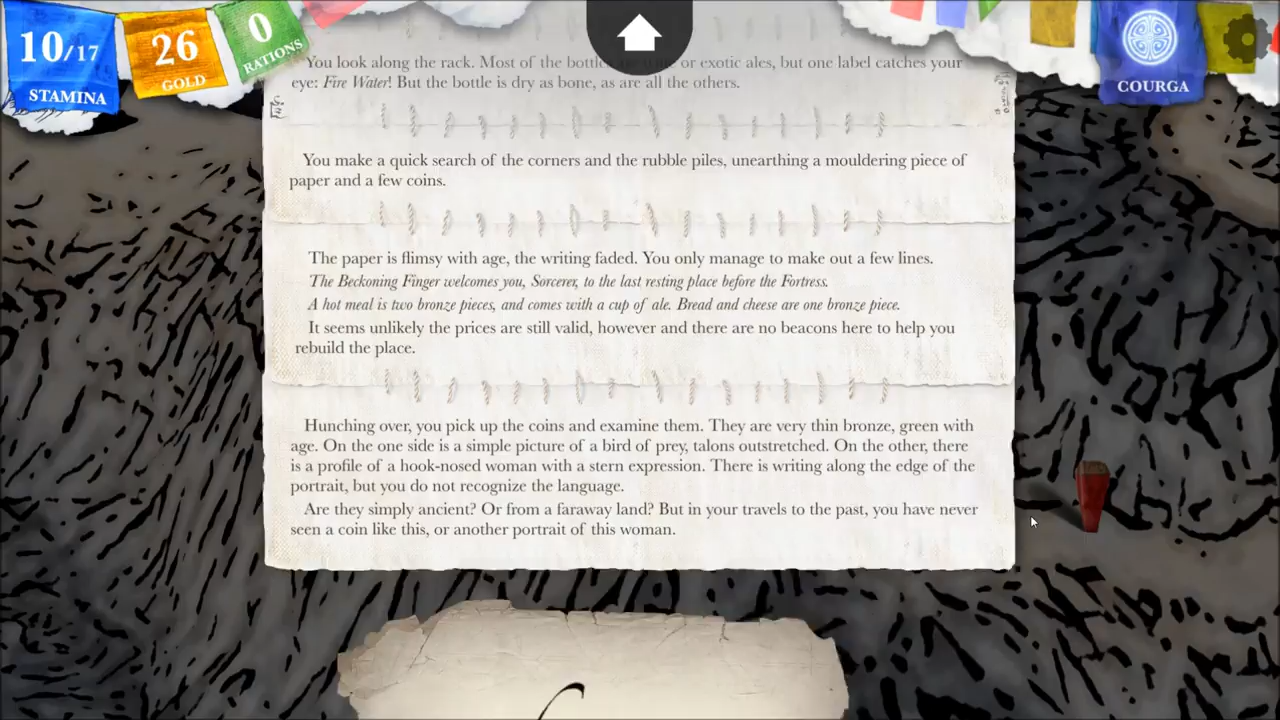 10/17
STAMINA
26
GOLD
0
RATIONS
COURGA
You look along the rack. Most of the bottles or exotic ales, but one label catches your
eye: Fire Water! But the bottle is dry as bone, as are all the others.
You make a quick search of the corners and the rubble piles, unearthing a mouldering piece of
paper and a few coins.
The paper is flimsy with age, the writing faded. You only manage to make out a few lines.
The Beckoning Finger welcomes you, Sorcerer, to the last resting place before the Fortress.
A hot meal is two bronze pieces, and comes with a cup of ale. Bread and cheese are one bronze piece.
It seems unlikely the prices are still valid, however and there are no beacons here to help you
rebuild the place.
Hunching over, you pick up the coins and examine them. They are very thin bronze, green with
age. On the one side is a simple picture of a bird of prey, talons outstretched. On the other, there
is a profile of a hook-nosed woman with a stern expression. There is writing along the edge of the
portrait, but you do not recognize the language.
Are they simply ancient? Or from a faraway land? But in your travels to the past, you have never
seen a coin like this, or another portrait of this woman.